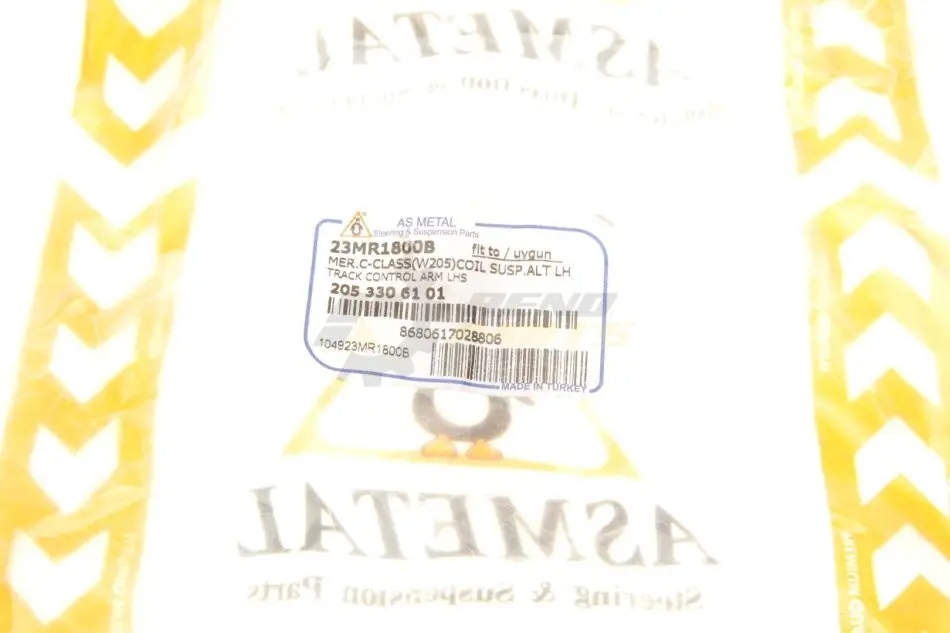 ASMETAL
AS METAL
Steering & Suspension Parts
23MR1800B fit to / uygun
MER.C-CLASS(W205)COIL SUSP.ALT LH
TRACK CONTROL ARM LHS
205 330 61 01
8680617028806
104923MR1800B
MADE IN TURKEY
ASMETAL
Steering & Suspension Parts